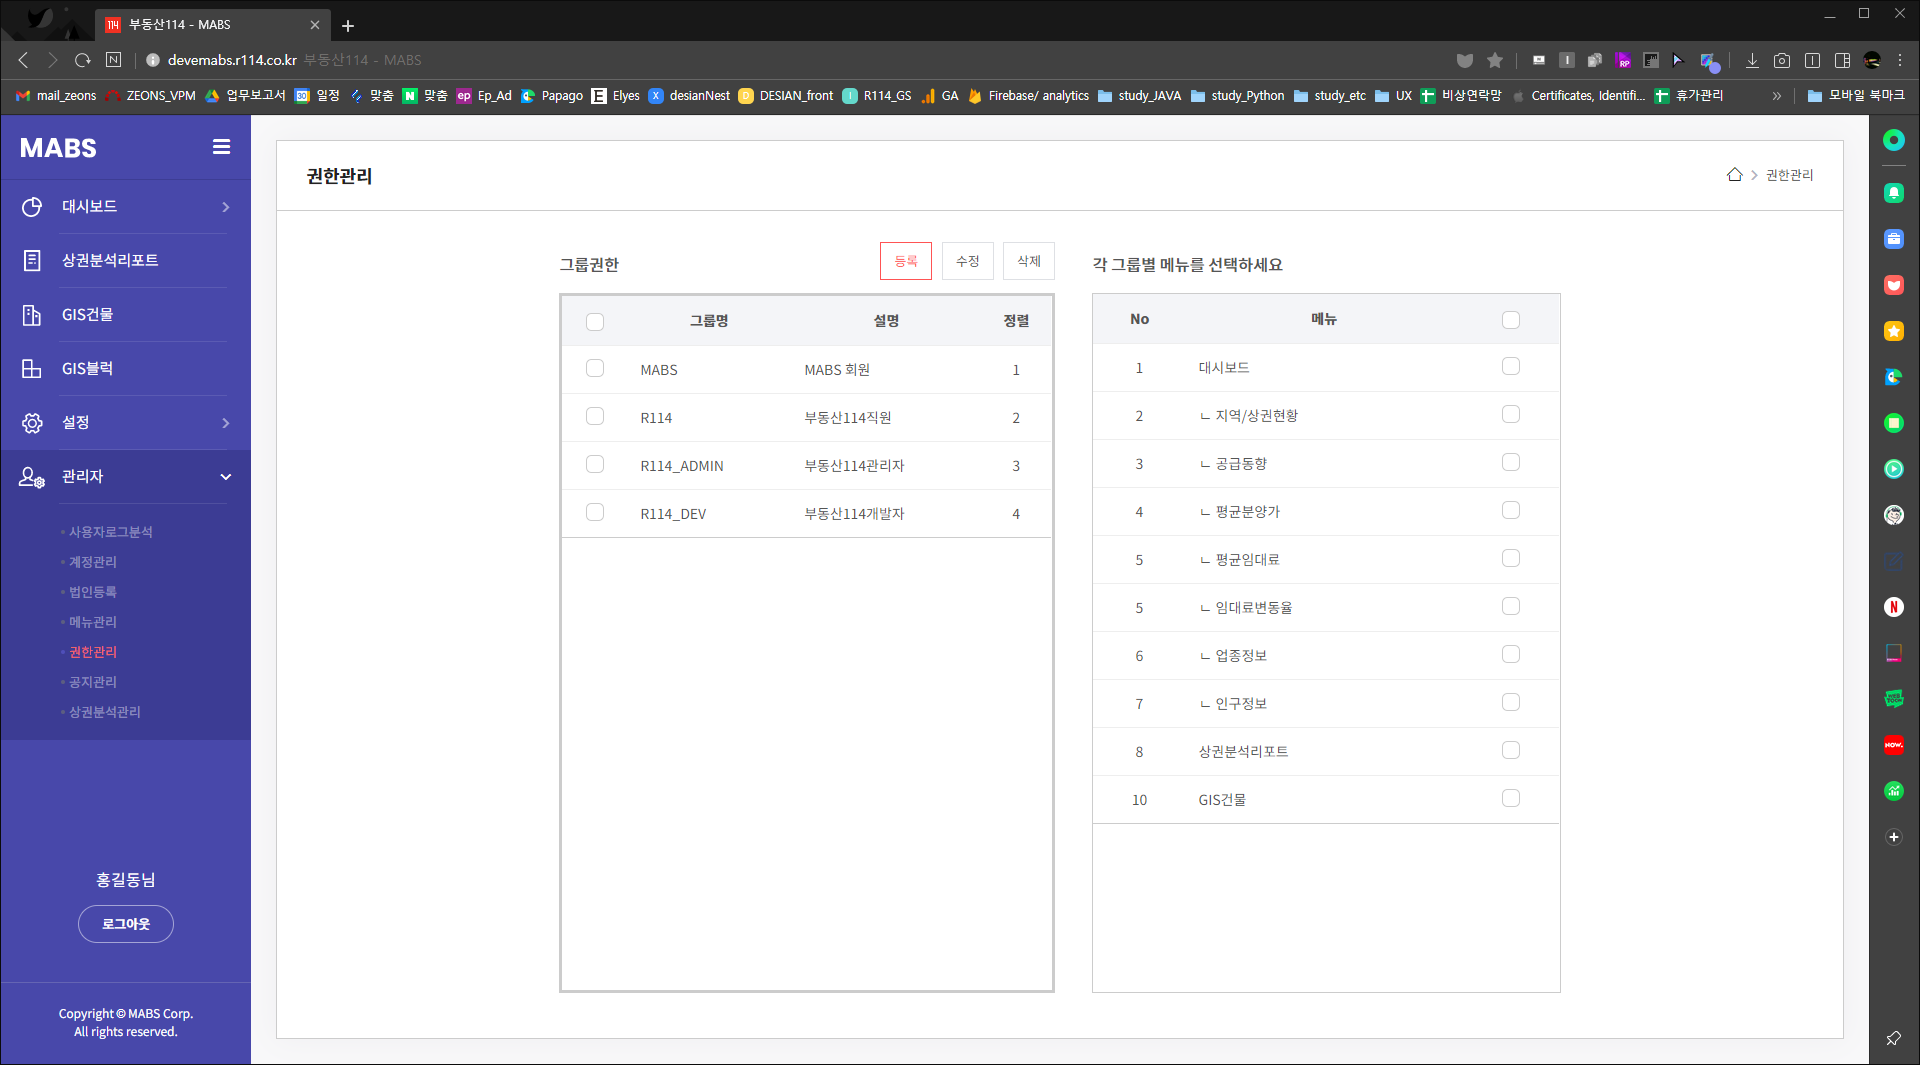 부동산114 - MABS
devemabs.r114.co.kr 부동산114 - MABS
mail_zeons ZEONS_VPM 업무보고서 일정 맞춤 맞춤 Ep_Ad Papago Elyes desianNest DESIAN_front R114_GS GA Firebase/ analytics study_JAVA study_Python study_etc UX 비상연락망 Certificates, Identifi... 휴가관리 » 모바일 북마크
MABS
대시보드
상권분석리포트
GIS건물
GIS블럭
설정
관리자
• 사용자로그분석
• 계정관리
• 법인등록
• 메뉴관리
• 권한관리
• 공지관리
• 상권분석관리
홍길동님
로그아웃
Copyright © MABS Corp.
All rights reserved.
권한관리
권한관리
그룹권한 등록 수정 삭제
그룹명 설명 정렬
MABS MABS 회원 1
R114 부동산114직원 2
R114_ADMIN 부동산114관리자 3
R114_DEV 부동산114개발자 4
각 그룹별 메뉴를 선택하세요
No 메뉴
1 대시보드
2 ㄴ 지역/상권현황
3 ㄴ 공급동향
4 ㄴ 평균분양가
5 ㄴ 평균임대료
5 ㄴ 임대료변동율
6 ㄴ 업종정보
7 ㄴ 인구정보
8 상권분석리포트
10 GIS건물
NOW.